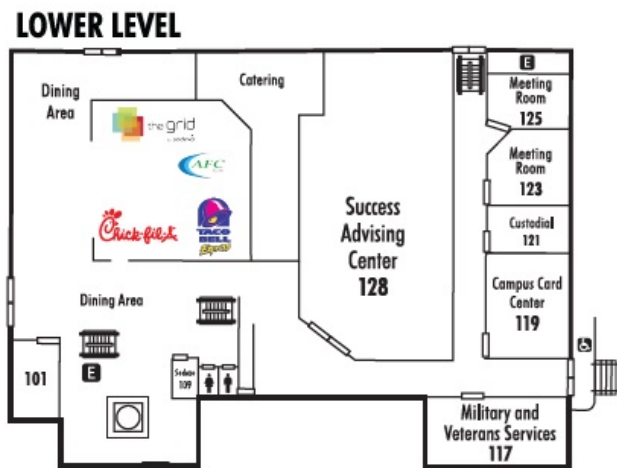 LOWER LEVEL
Dining
Area
Catering
E
Meeting
Room
125
the grid
AFC
Meeting
Room
123
Success
Advising
Center
128
Custodial
121
Chick-fil-A
TACO
BELL
Express
Campus Card
Center
119
Dining Area
101
E
109
Military and
Veterans Services
117